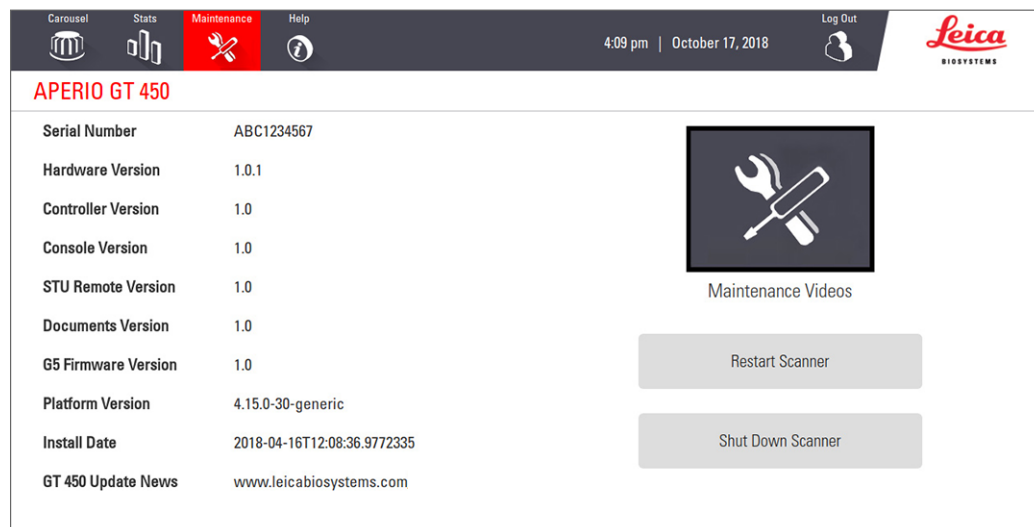 Carousel Stats Maintenance Help Log Out
4:09 pm | October 17, 2018
Leica
BIOSYSTEMS
APERIO GT 450
Serial Number ABC1234567
Hardware Version 1.0.1
Controller Version 1.0
Console Version 1.0
STU Remote Version 1.0
Documents Version 1.0
G5 Firmware Version 1.0
Platform Version 4.15.0-30-generic
Install Date 2018-04-16T12:08:36.9772335
GT 450 Update News www.leicabiosystems.com
Maintenance Videos
Restart Scanner
Shut Down Scanner